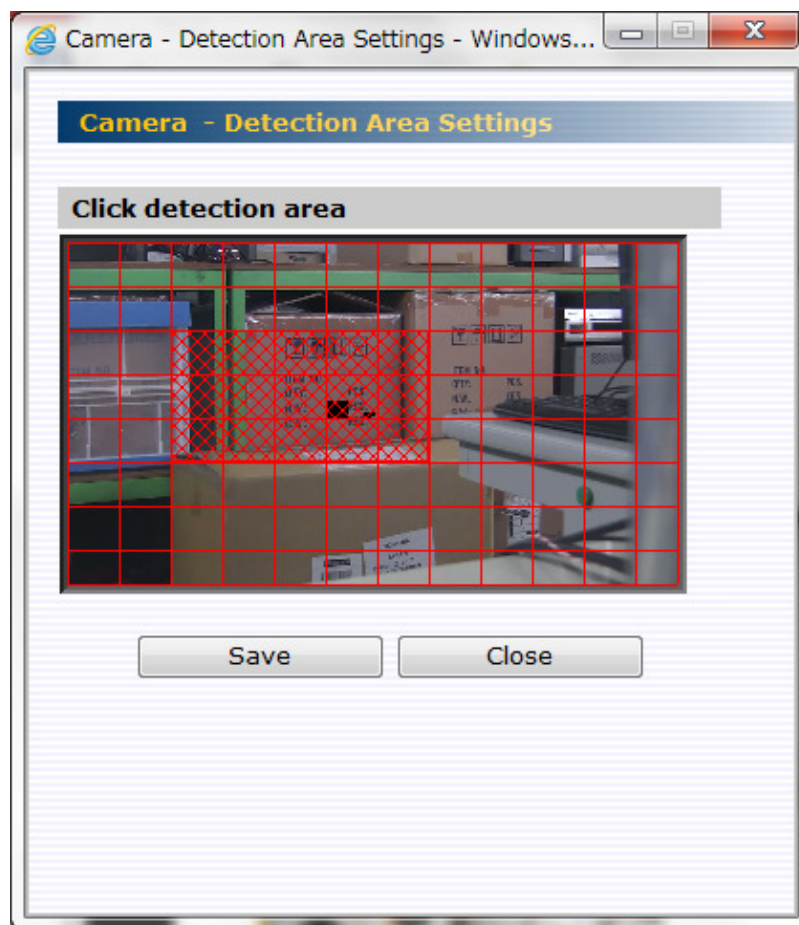 Camera - Detection Area Settings - Windows...
Camera - Detection Area Settings
Click detection area
Save
Close